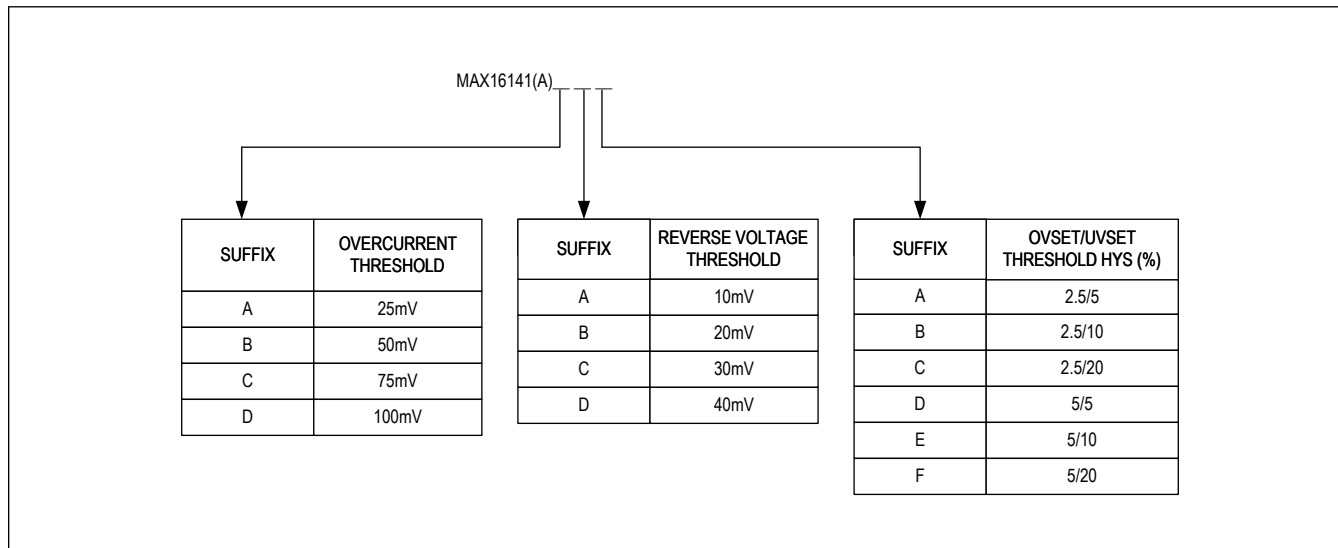 MAX16141(A)_ _ _
SUFFIX OVERCURRENT THRESHOLD
A 25mV
B 50mV
C 75mV
D 100mV
SUFFIX REVERSE VOLTAGE THRESHOLD
A 10mV
B 20mV
C 30mV
D 40mV
SUFFIX OVSET/UVSET THRESHOLD HYS (%)
A 2.5/5
B 2.5/10
C 2.5/20
D 5/5
E 5/10
F 5/20